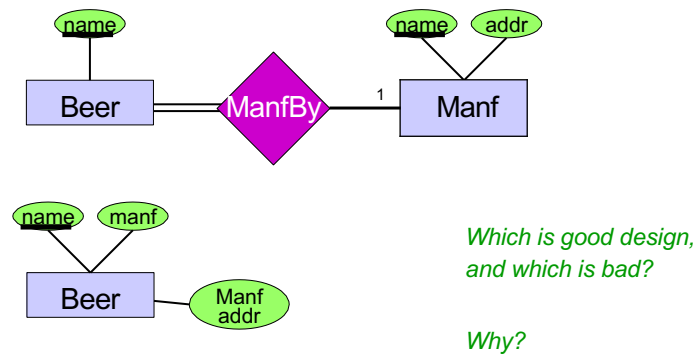 name
name
addr
Beer
ManfBy
1
Manf
name
manf
Beer
Manf
addr
Which is good design,
and which is bad?
Why?